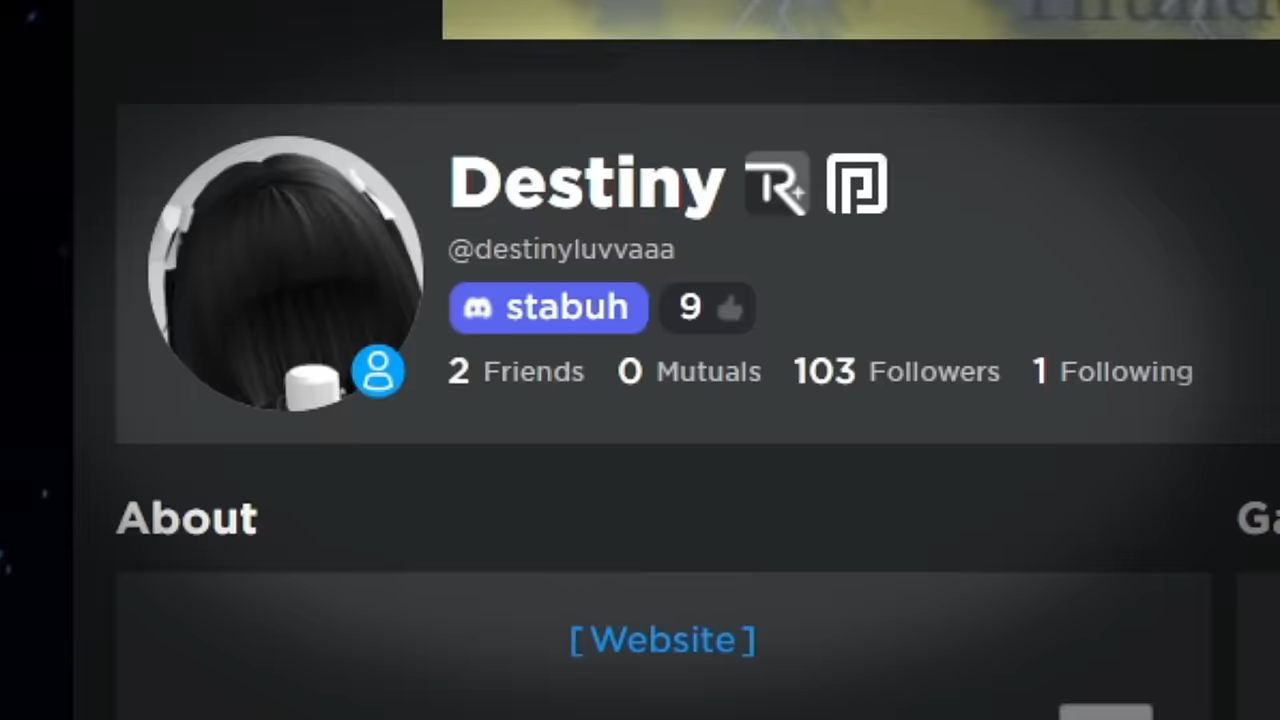 Destiny
@destinyluvvaaa
stabuh 9
2 Friends 0 Mutuals 103 Followers 1 Following
About
[ Website ]